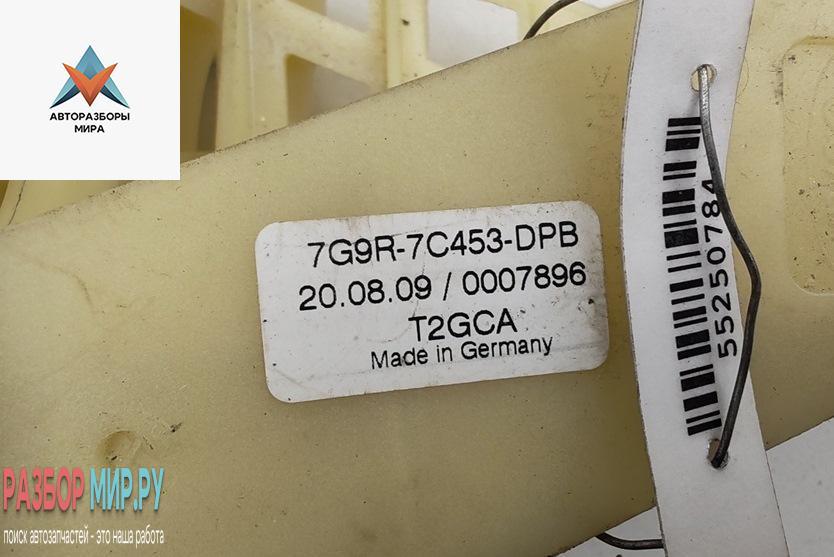 АВТОРАЗБОРЫ
МИРА
7G9R-7C453-DPB
20.08.09 / 0007896
T2GCA
Made in Germany
55250784
РАЗБОР МИР.РУ
поиск автозапчастей - это наша работа